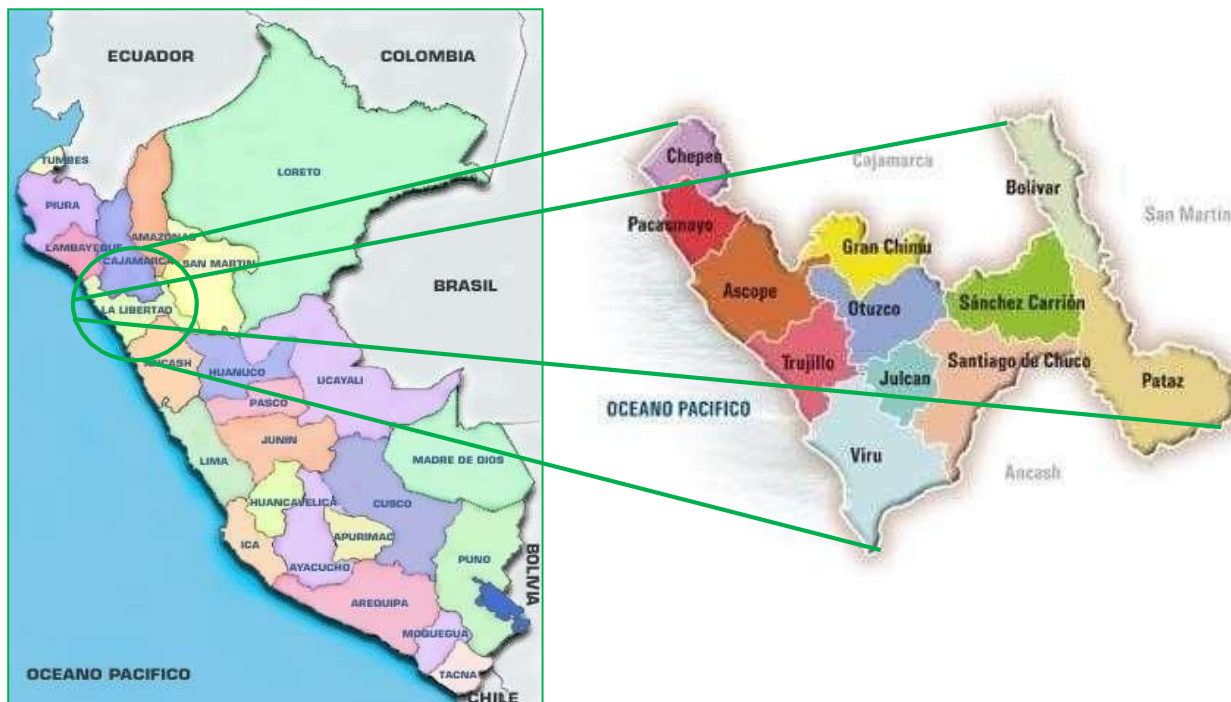 ECUADOR
COLOMBIA
TUMBES
LORETO
PIURA
AMAZONAS
LAMBAYEQUE
CAJAMARCA
SAN MARTIN
BRASIL
LA LIBERTAD
ANCASH
HUANUCO
UCAYALI
PASCO
JUNIN
LIMA
MADRE DE DIOS
HUANCAVELICA
CUSCO
ICA
APURIMAC
AYACUCHO
PUNO
BOLIVIA
AREQUIPA
MOQUEGUA
TACNA
OCEANO PACIFICO
CHILE
Chepen
Cajamarca
Bolivar
San Martin
Pacasmayo
Gran Chimu
Ascope
Otuzco
Sánchez Carrión
Trujillo
Julcan
Santiago de Chuco
Pataz
OCEANO PACIFICO
Viru
Ancash